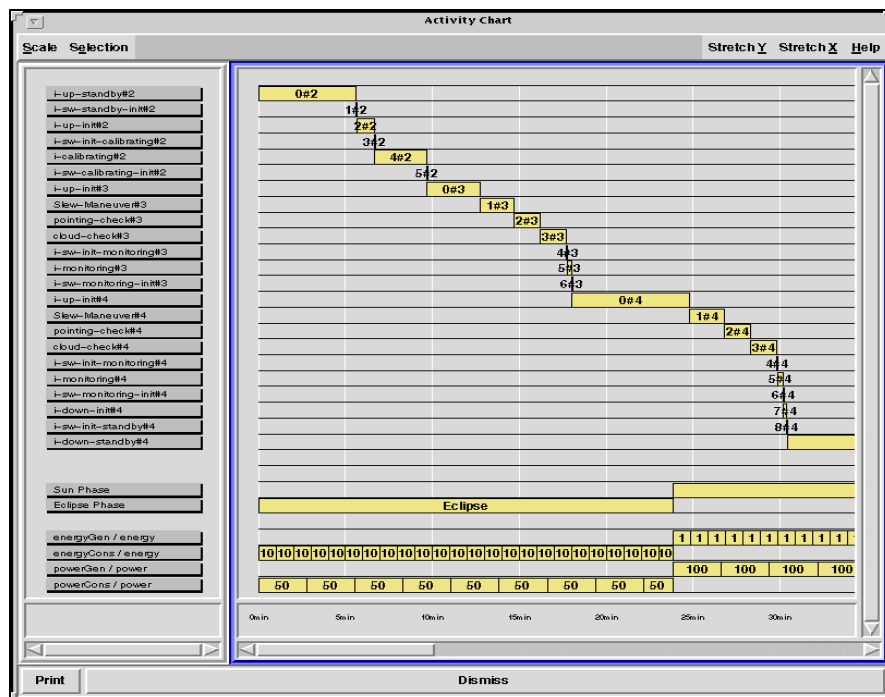 Activity Chart
Scale Selection Stretch Y Stretch X Help
i-up-standby#2 0#2
i-sw-standby-init#2 1#2
i-up-init#2 2#2
i-sw-init-calibrating#2 3#2
i-calibrating#2 4#2
i-sw-calibrating-init#2 5#2
i-up-init#3 0#3
Slew-Maneuver#3 1#3
pointing-check#3 2#3
cloud-check#3 3#3
i-sw-init-monitoring#3 4#3
i-monitoring#3 5#3
i-sw-monitoring-init#3 6#3
i-up-init#4 0#4
Slew-Maneuver#4 1#4
pointing-check#4 2#4
cloud-check#4 3#4
i-sw-init-monitoring#4 4#4
i-monitoring#4 5#4
i-sw-monitoring-init#4 6#4
i-down-init#4 7#4
i-sw-init-standby#4 8#4
i-down-standby#4
Sun Phase
Eclipse Phase Eclipse
energyGen / energy 1 1 1 1 1 1 1 1 1 1
energyCons / energy 10 10 10 10 10 10 10 10 10 10 10 10 10 10 10 10 10 10 10 10 10 10 10 10
powerGen / power 100 100 100 100
powerCons / power 50 50 50 50 50 50 50 50 50
0min 5min 10min 15min 20min 25min 30min
Print Dismiss